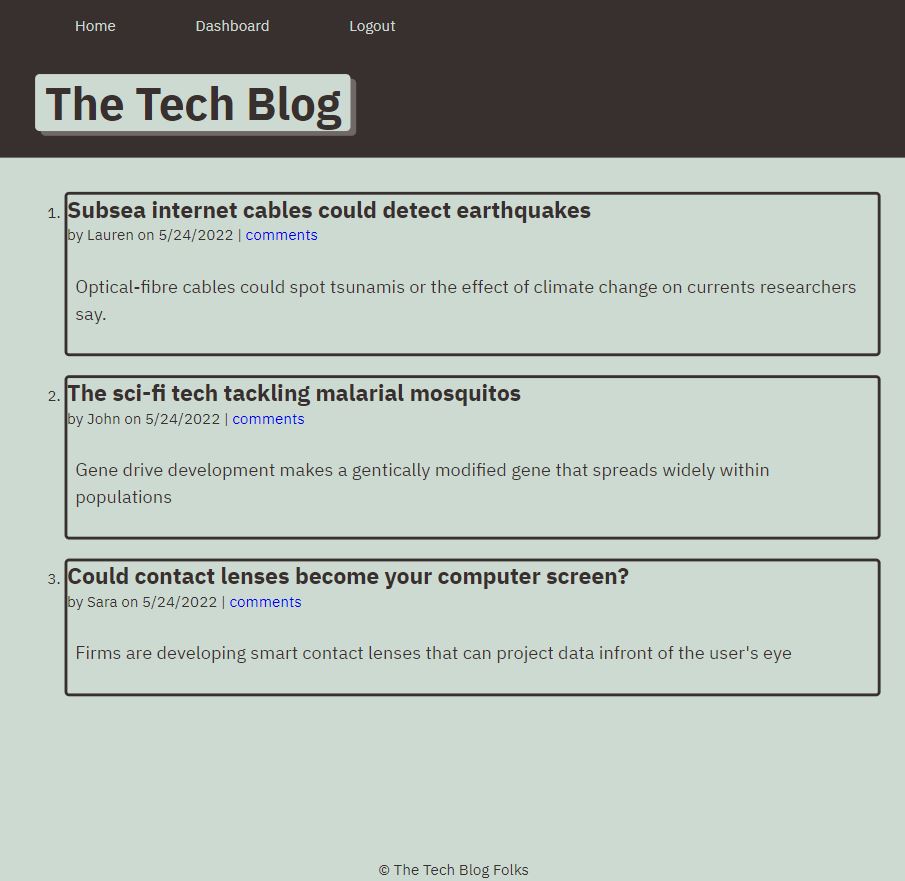 Home Dashboard Logout
The Tech Blog
1. Subsea internet cables could detect earthquakes
by Lauren on 5/24/2022 | comments
Optical-fibre cables could spot tsunamis or the effect of climate change on currents researchers
say.
2. The sci-fi tech tackling malarial mosquitos
by John on 5/24/2022 | comments
Gene drive development makes a gentically modified gene that spreads widely within
populations
3. Could contact lenses become your computer screen?
by Sara on 5/24/2022 | comments
Firms are developing smart contact lenses that can project data infront of the user's eye
© The Tech Blog Folks